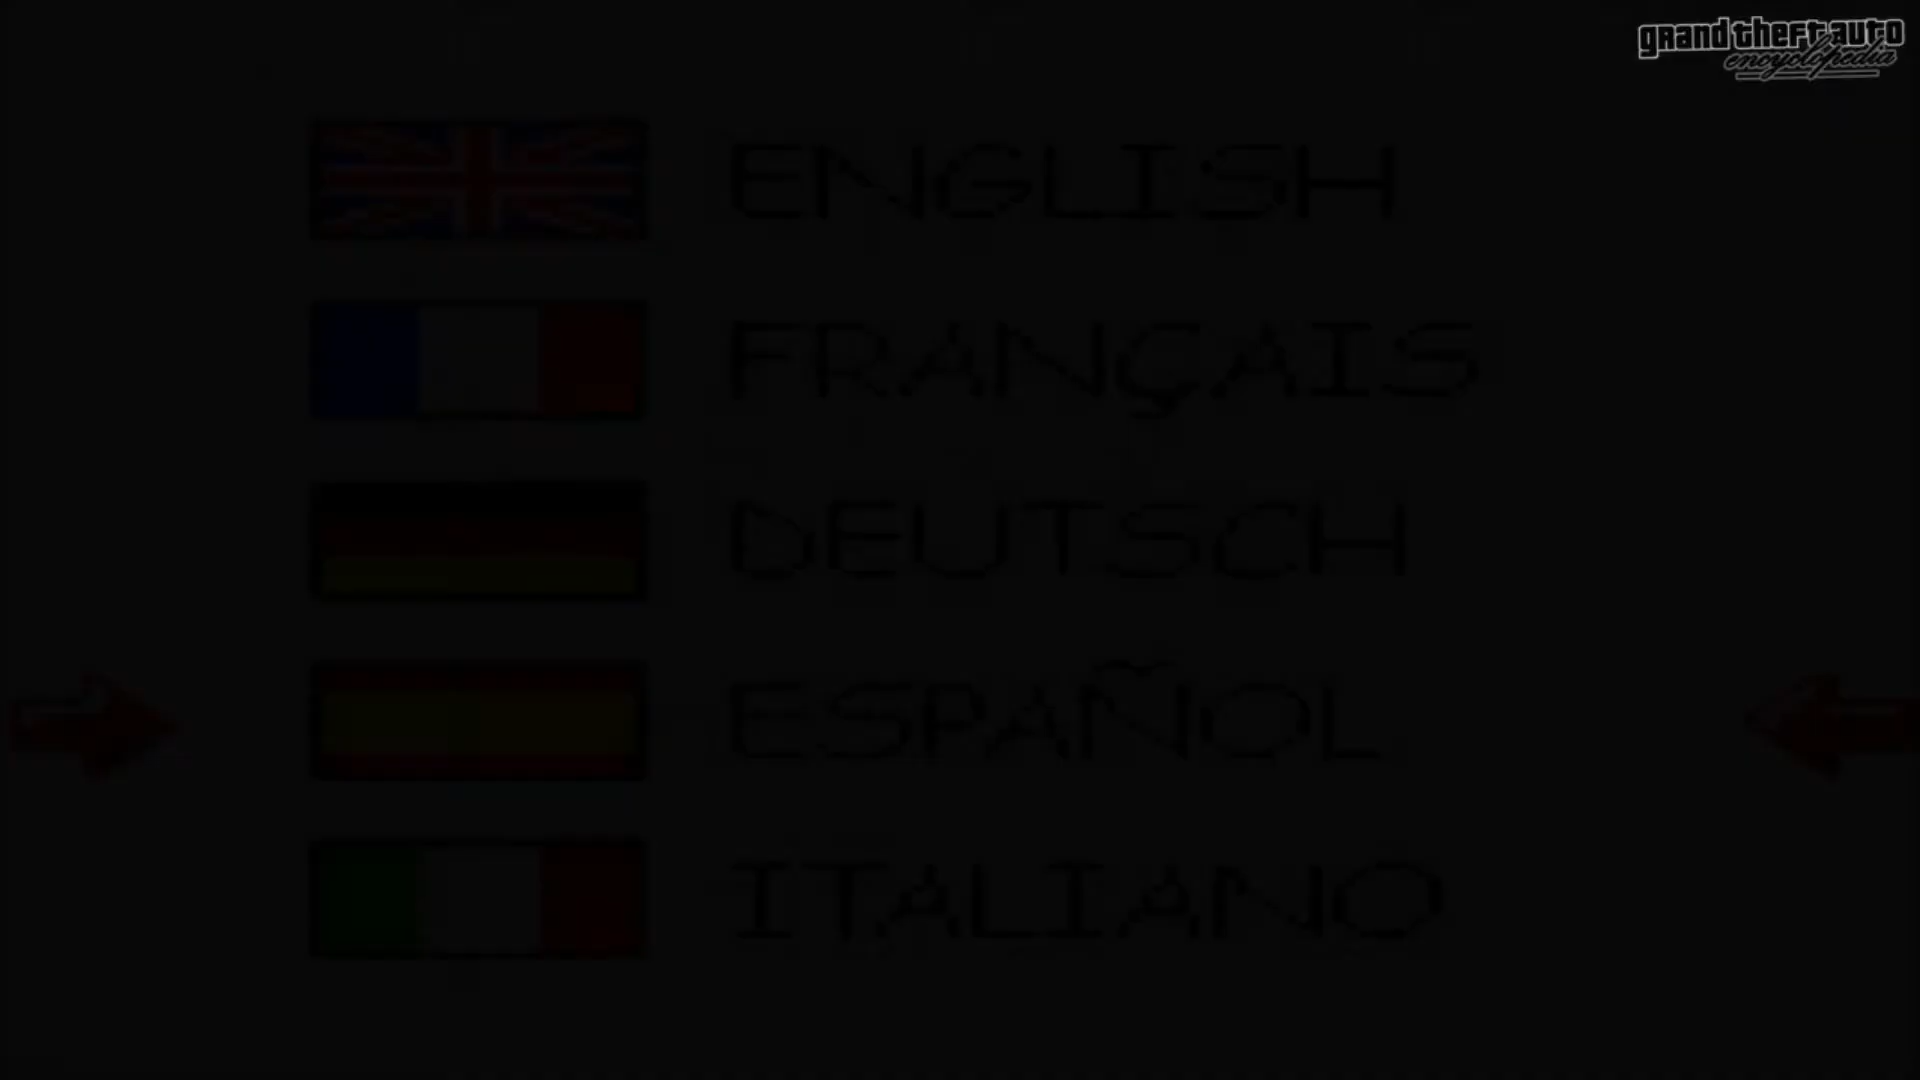 grand theft auto
encyclopedia
ENGLISH
FRANÇAIS
DEUTSCH
ESPAÑOL
ITALIANO